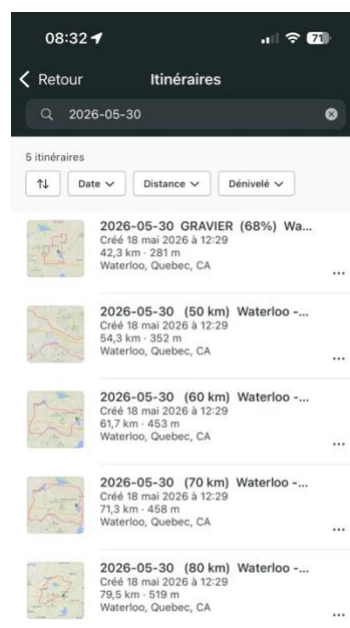 08:32
71
Retour
Itinéraires
2026-05-30
5 itinéraires
Date
Distance
Dénivelé
2026-05-30 GRAVIER (68%) Wa...
Créé 18 mai 2026 à 12:29
42,3 km · 281 m
Waterloo, Quebec, CA
2026-05-30 (50 km) Waterloo -...
Créé 18 mai 2026 à 12:29
54,3 km · 352 m
Waterloo, Quebec, CA
2026-05-30 (60 km) Waterloo -...
Créé 18 mai 2026 à 12:29
61,7 km · 453 m
Waterloo, Quebec, CA
2026-05-30 (70 km) Waterloo -...
Créé 18 mai 2026 à 12:29
71,3 km · 458 m
Waterloo, Quebec, CA
2026-05-30 (80 km) Waterloo -...
Créé 18 mai 2026 à 12:29
79,5 km · 519 m
Waterloo, Quebec, CA